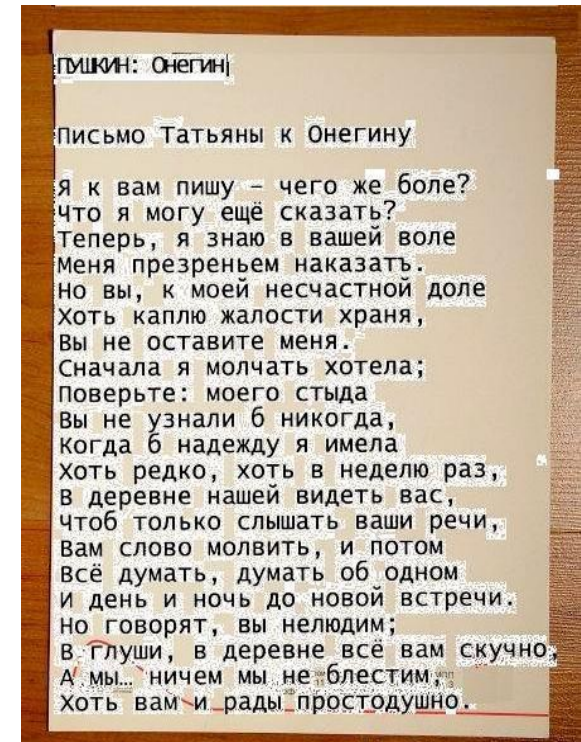 ПУШКИН: Онегин
Письмо Татьяны к Онегину
Я к вам пишу – чего же боле?
Что я могу ещё сказать?
Теперь, я знаю в вашей воле
Меня презреньем наказать.
Но вы, к моей несчастной доле
Хоть каплю жалости храня,
Вы не оставите меня.
Сначала я молчать хотела;
Поверьте: моего стыда
Вы не узнали б никогда,
Когда б надежду я имела
Хоть редко, хоть в неделю раз,
В деревне нашей видеть вас,
Чтоб только слышать ваши речи,
Вам слово молвить, и потом
Всё думать, думать об одном
И день и ночь до новой встречи.
Но говорят, вы нелюдим;
В глуши, в деревне всё вам скучно,
А мы… ничем мы не блестим,
Хоть вам и рады простодушно.